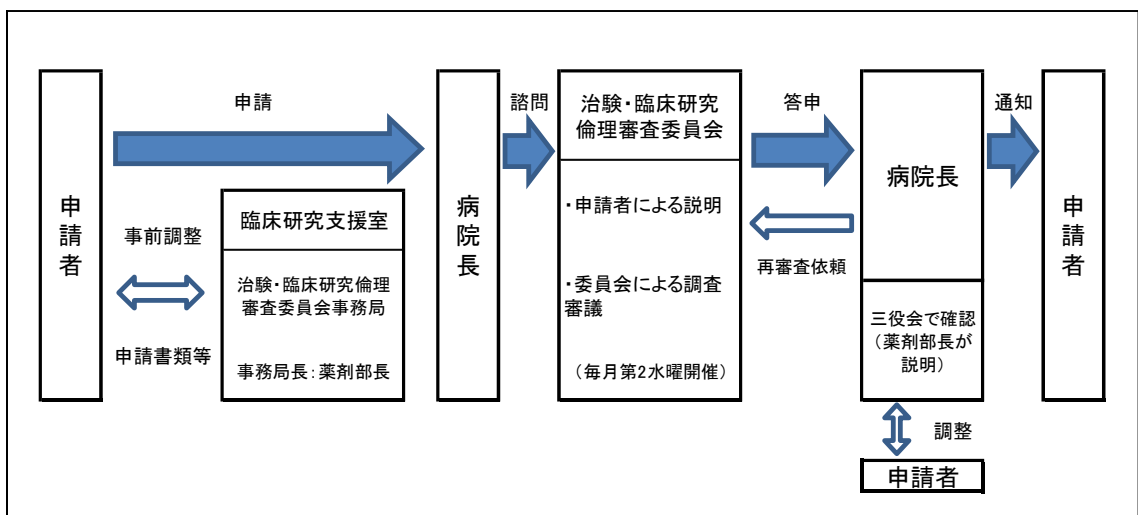 申請者
申請
事前調整
申請書類等
臨床研究支援室
治験・臨床研究倫理
審査委員会事務局
事務局長：薬剤部長
病院長
諮問
治験・臨床研究
倫理審査委員会
・申請者による説明
・委員会による調査
審議
（毎月第2水曜開催）
答申
再審査依頼
病院長
三役会で確認
（薬剤部長が
説明）
調整
申請者
通知
申請者